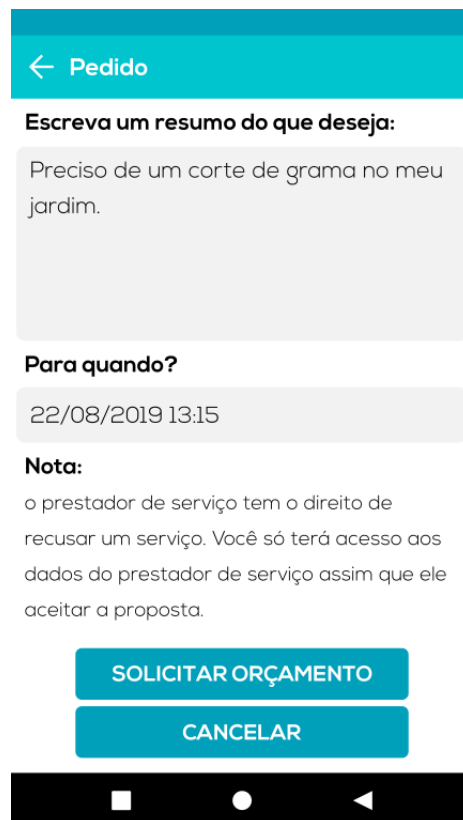 Pedido
Escreva um resumo do que deseja:
Preciso de um corte de grama no meu
jardim.
Para quando?
22/08/2019 13:15
Nota:
o prestador de serviço tem o direito de
recusar um serviço. Você só terá acesso aos
dados do prestador de serviço assim que ele
aceitar a proposta.
SOLICITAR ORÇAMENTO
CANCELAR